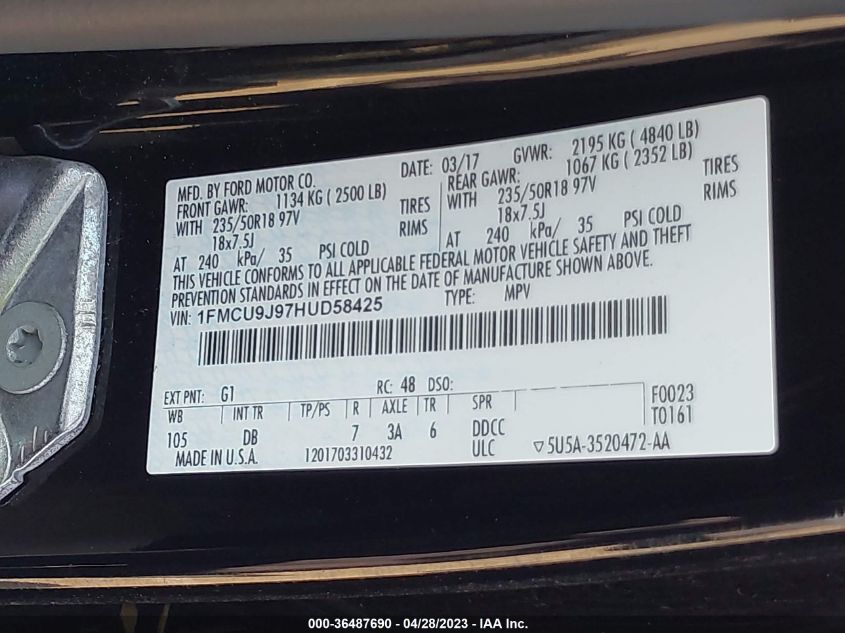 MFD. BY FORD MOTOR CO. DATE: 03/17 GVWR: 2195 KG ( 4840 LB)
FRONT GAWR: 1134 KG ( 2500 LB) REAR GAWR: 1067 KG ( 2352 LB)
WITH 235/50R18 97V TIRES WITH 235/50R18 97V TIRES
18x7.5J RIMS 18x7.5J RIMS
AT 240 kPa/ 35 PSI COLD AT 240 kPa/ 35 PSI COLD
THIS VEHICLE CONFORMS TO ALL APPLICABLE FEDERAL MOTOR VEHICLE SAFETY AND THEFT
PREVENTION STANDARDS IN EFFECT ON THE DATE OF MANUFACTURE SHOWN ABOVE.
VIN: 1FMCU9J97HUD58425 TYPE: MPV
EXT PNT: G1 RC: 48 DSO: F0023
WB INT TR TP/PS R AXLE TR SPR T0161
105 DB 7 3A 6 DDCC
MADE IN U.S.A. 1201703310432 ULC ▽5U5A-3520472-AA
000-36487690 - 04/28/2023 - IAA Inc.